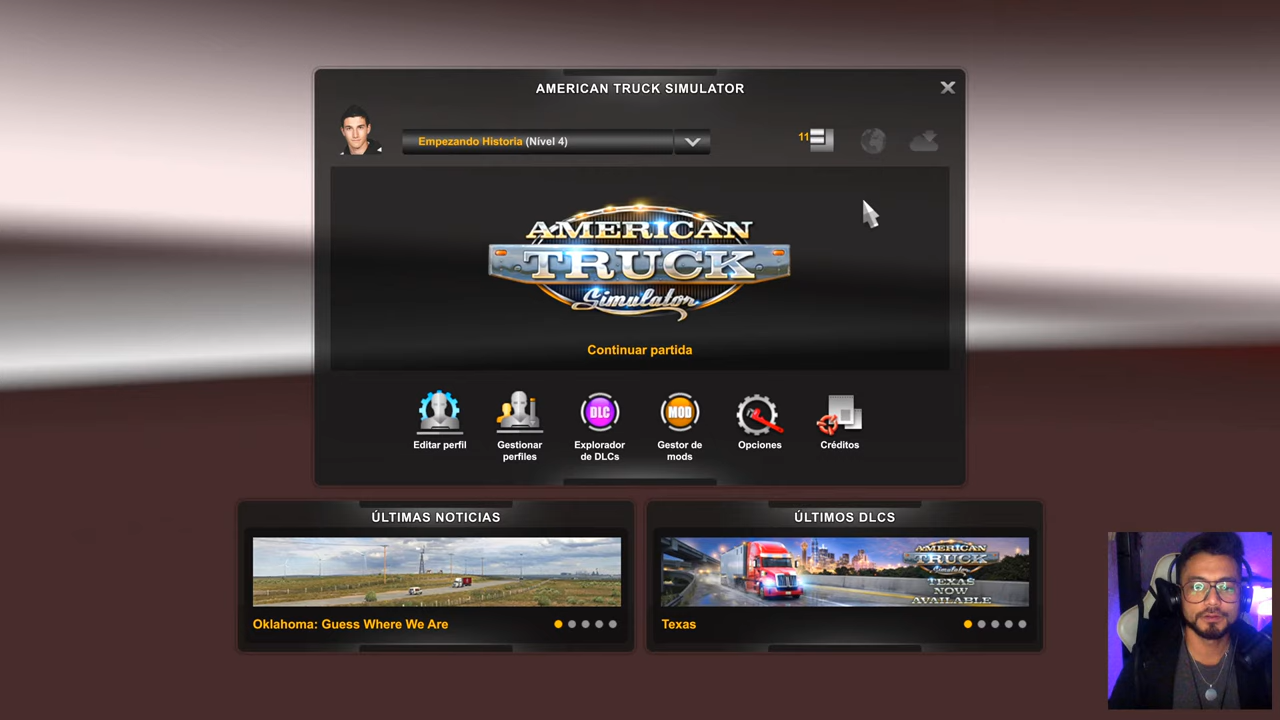 AMERICAN TRUCK SIMULATOR
Empezando Historia (Nivel 4)
11
AMERICAN
TRUCK
Simulator
Continuar partida
DLC
MOD
Editar perfil
Gestionar
perfiles
Explorador
de DLCs
Gestor de
mods
Opciones
Créditos
ÚLTIMAS NOTICIAS
Oklahoma: Guess Where We Are
ÚLTIMOS DLCS
AMERICAN
TRUCK
Simulator
TEXAS
NOW
AVAILABLE
Texas